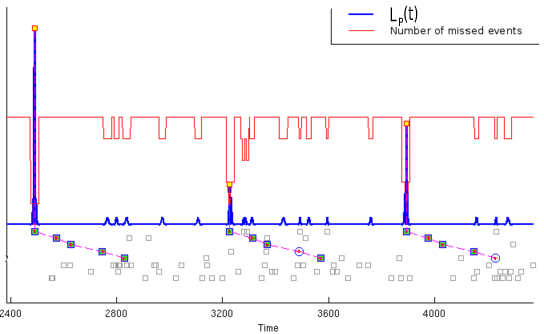 Lp(t)
Number of missed events
2400 2800 3200 3600 4000
Time